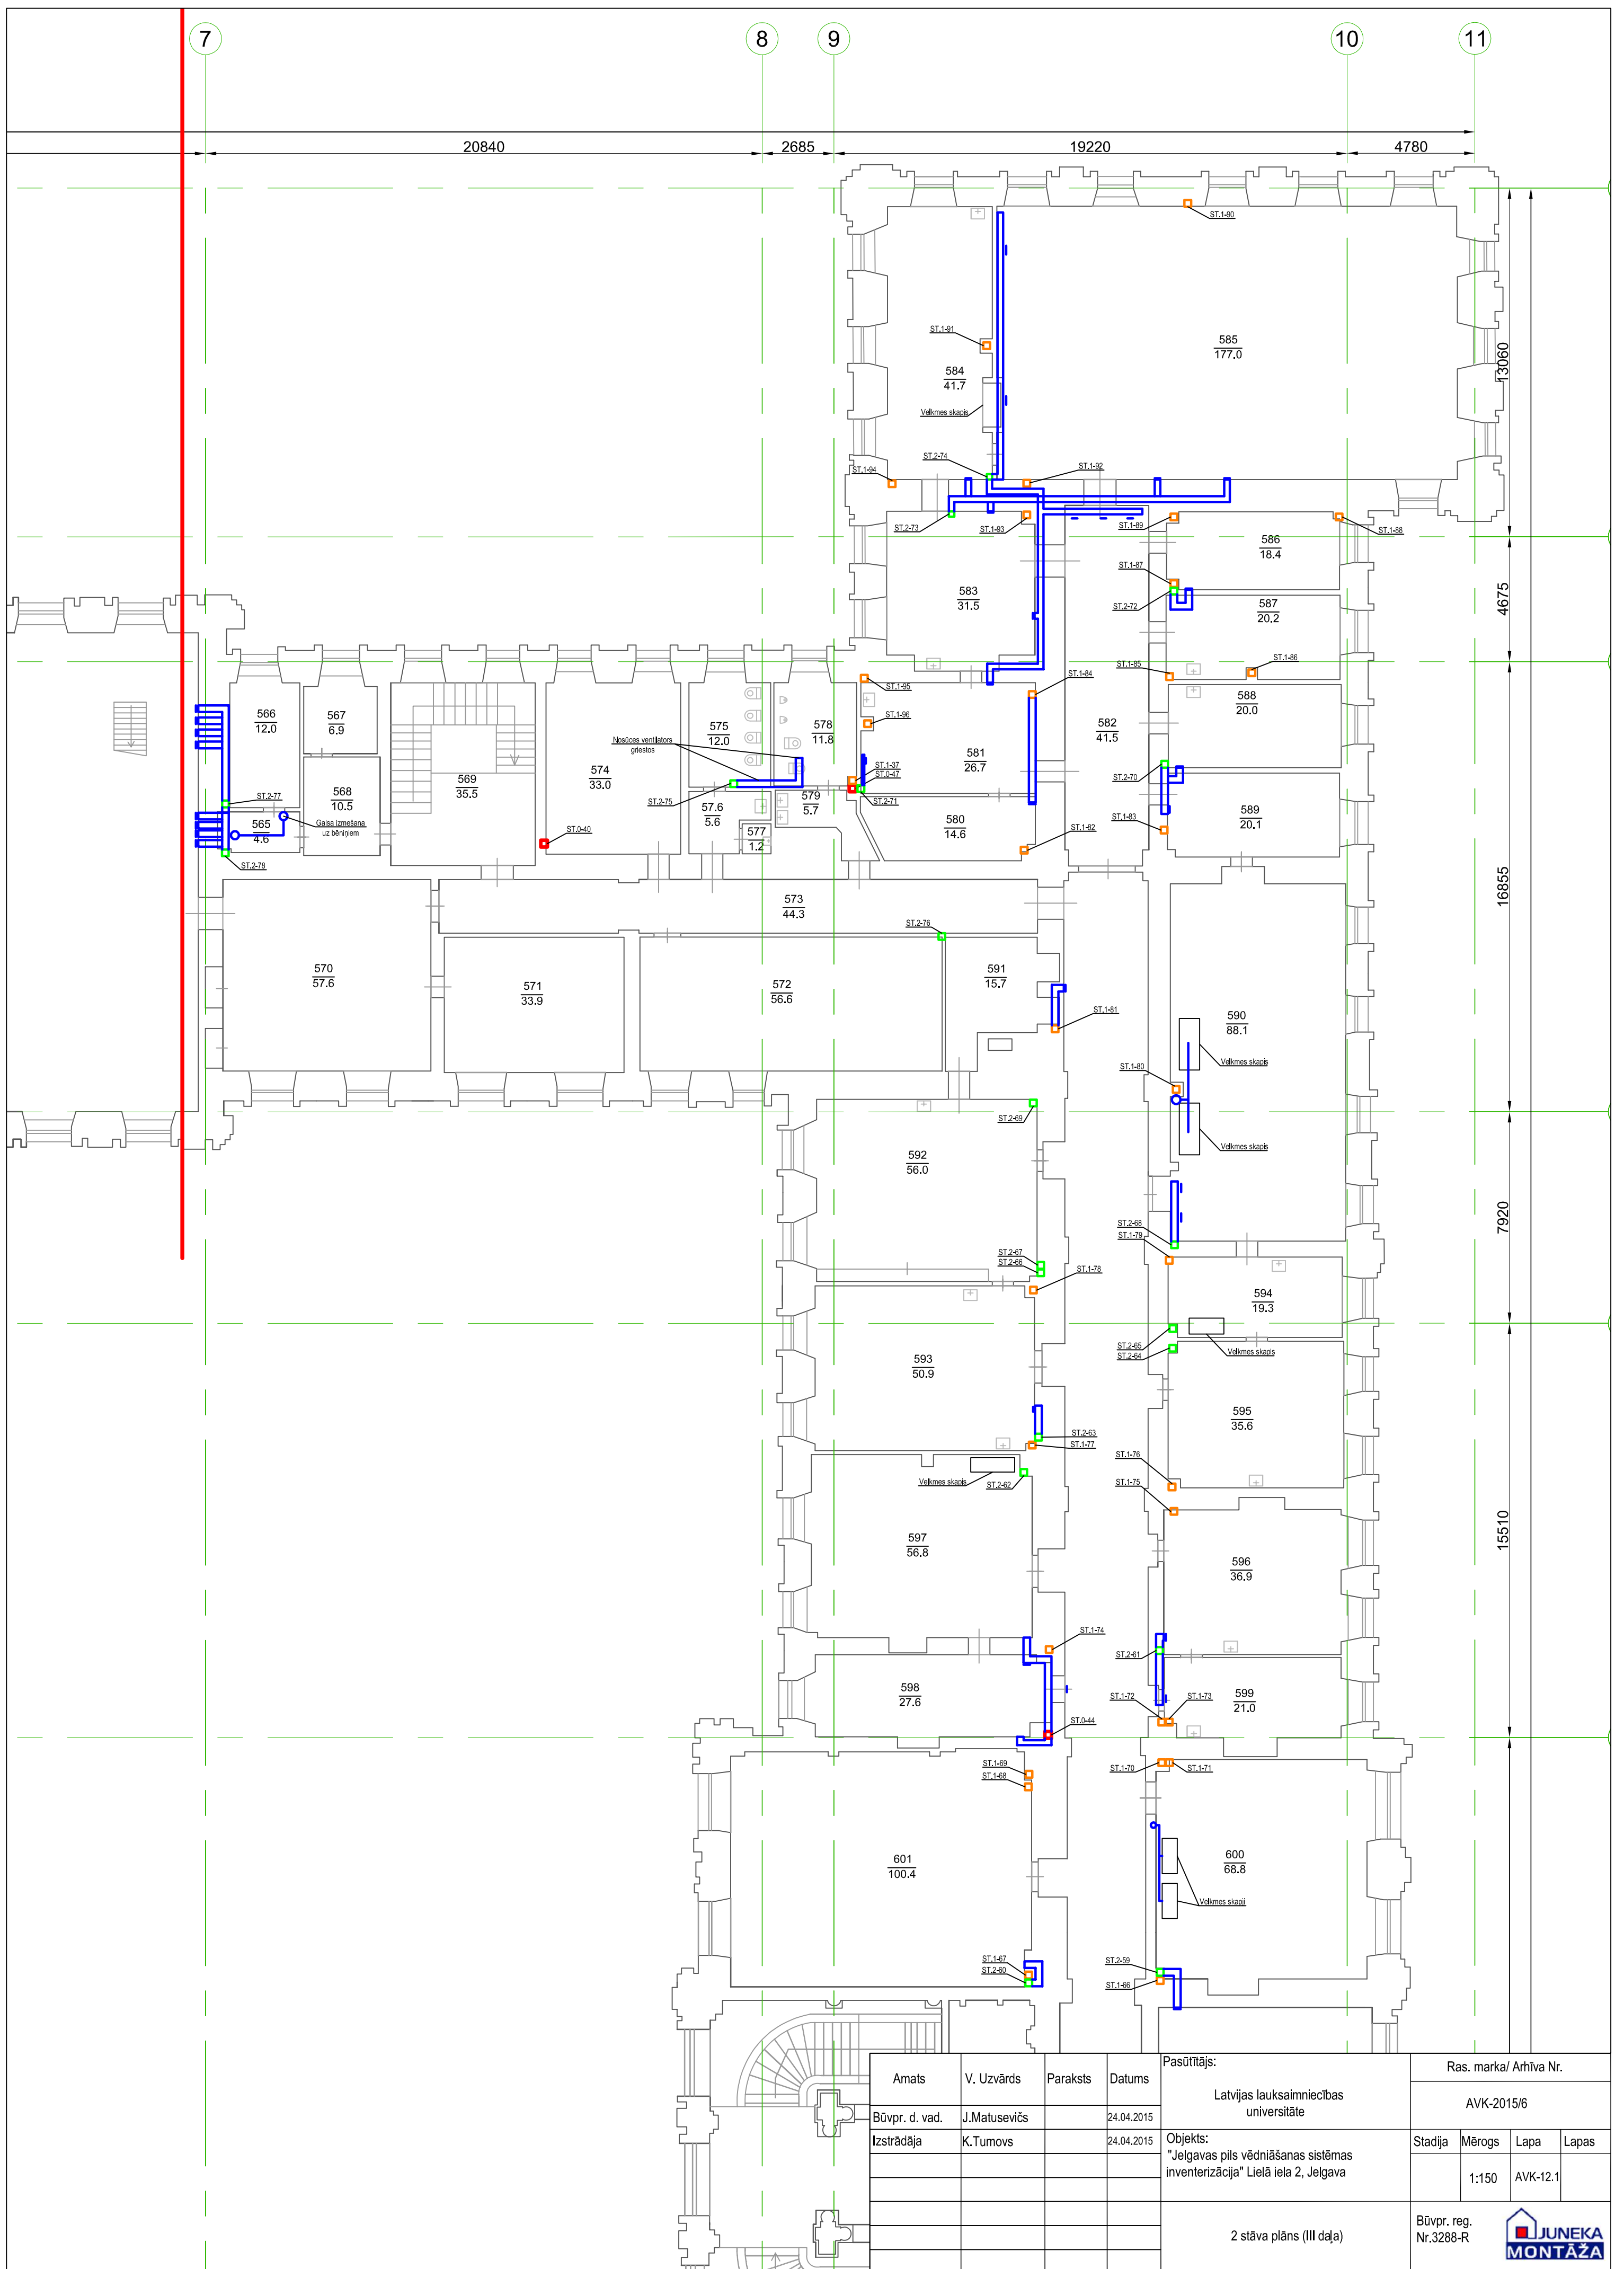 7
8
9
10
11
20840
2685
19220
4780
ST.1-90
13060
585
177.0
ST.1-91
584
41.7
Velkmes skapis
ST.2-74
ST.1-92
ST.1-94
ST.2-73
ST.1-93
ST.1-89
ST.1-88
586
18.4
ST.1-87
583
31.5
587
20.2
4675
ST.2-72
ST.1-86
ST.1-85
ST.1-95
ST.1-84
588
20.0
566
12.0
567
6.9
575
12.0
578
11.8
ST.1-96
582
41.5
Nosūces ventilators
griestos
581
26.7
569
35.5
574
33.0
ST.1-37
ST.0-47
ST.2-70
568
10.5
ST.2-77
ST.2-75
ST.2-71
579
5.7
57.6
5.6
589
20.1
565
4.6
Gaisa izmešana
uz bēniņiem
ST.0-40
577
1.2
580
14.6
ST.1-82
ST.1-83
ST.2-78
16855
573
44.3
ST.2-76
570
57.6
571
33.9
572
56.6
591
15.7
ST.1-81
590
88.1
Velkmes skapis
ST.1-80
ST.2-69
Velkmes skapis
592
56.0
7920
ST.2-68
ST.1-79
ST.2-67
ST.2-66
ST.1-78
594
19.3
ST.2-65
ST.2-64
Velkmes skapis
593
50.9
595
35.6
ST.2-63
ST.1-77
ST.1-76
ST.1-75
Velkmes skapis
ST.2-62
15510
597
56.8
596
36.9
ST.1-74
ST.2-61
598
27.6
ST.1-72
ST.1-73
599
21.0
ST.0-44
ST.1-69
ST.1-68
ST.1-70
ST.1-71
601
100.4
600
68.8
Velkmes skapji
ST.1-67
ST.2-60
ST.2-59
ST.1-66
Amats
V. Uzvārds
Paraksts
Datums
Pasūtītājs:
Latvijas lauksaimniecības
universitāte
Ras. marka/ Arhīva Nr.
AVK-2015/6
Būvpr. d. vad.
J.Matusevičs
24.04.2015
Izstrādāja
K.Tumovs
24.04.2015
Objekts:
"Jelgavas pils vēdniāšanas sistēmas
inventerizācija" Lielā iela 2, Jelgava
Stadija
Mērogs
Lapa
Lapas
1:150
AVK-12.1
2 stāva plāns (III daļa)
Būvpr. reg.
Nr.3288-R
JUNEKA
MONTĀŽA